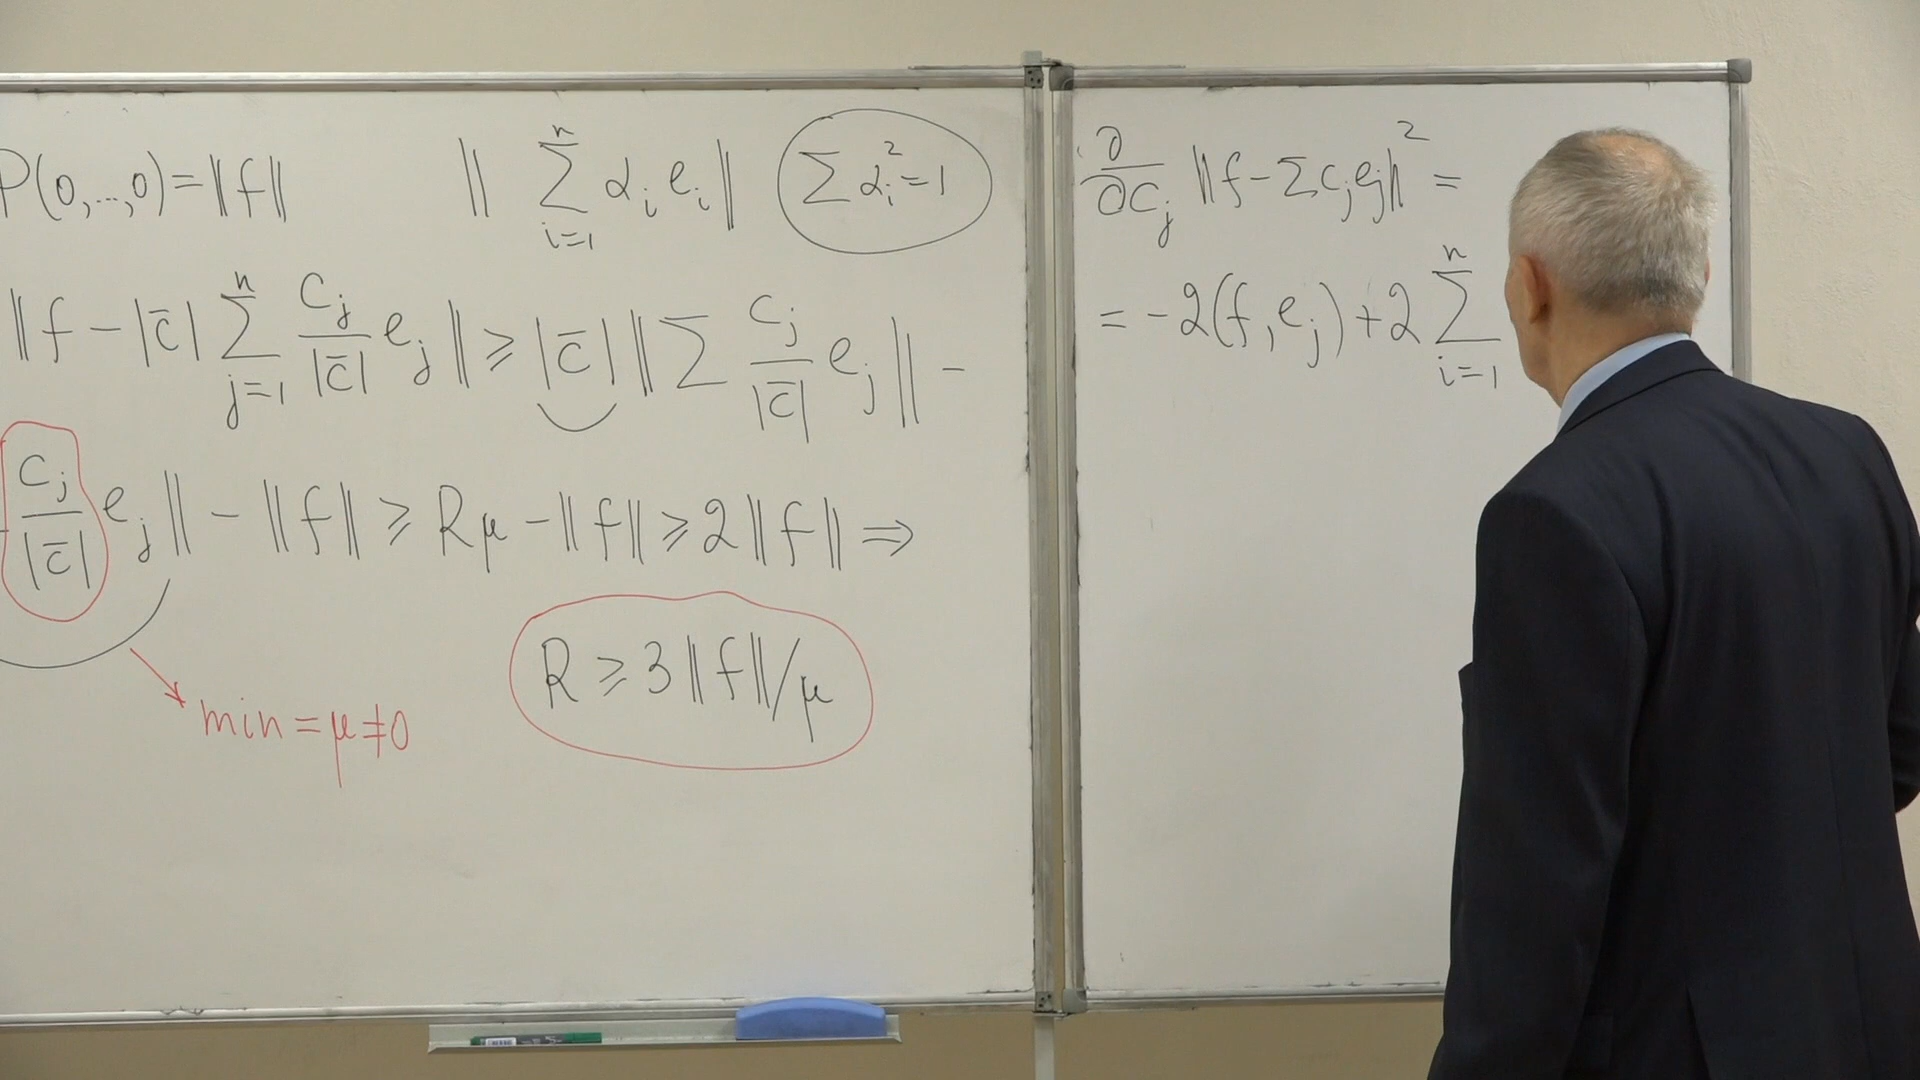 P(0,...,0)=‖f‖ ‖ ∑_{i=1}^{n} α_i e_i ‖ ∑ α_i^2=1
‖f − |c̄| ∑_{j=1}^{n} c_j/|c̄| e_j ‖ ⩾ |c̄| ‖ ∑ c_j/|c̄| e_j ‖ −
c_j/|c̄| e_j ‖ − ‖f‖ ⩾ Rμ − ‖f‖ ⩾ 2‖f‖ ⇒
R ⩾ 3‖f‖/μ
min = μ ≠ 0
∂/∂c_j ‖f − ∑ c_j e_j‖^2 =
= −2(f, e_j) + 2 ∑_{i=1}^{n}